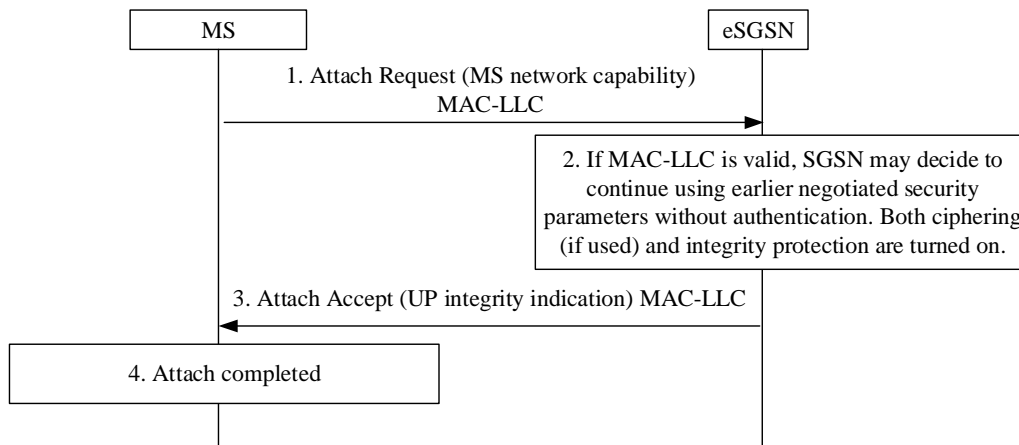 MS
eSGSN
1. Attach Request (MS network capability)
MAC-LLC
2. If MAC-LLC is valid, SGSN may decide to
continue using earlier negotiated security
parameters without authentication. Both ciphering
(if used) and integrity protection are turned on.
3. Attach Accept (UP integrity indication) MAC-LLC
4. Attach completed